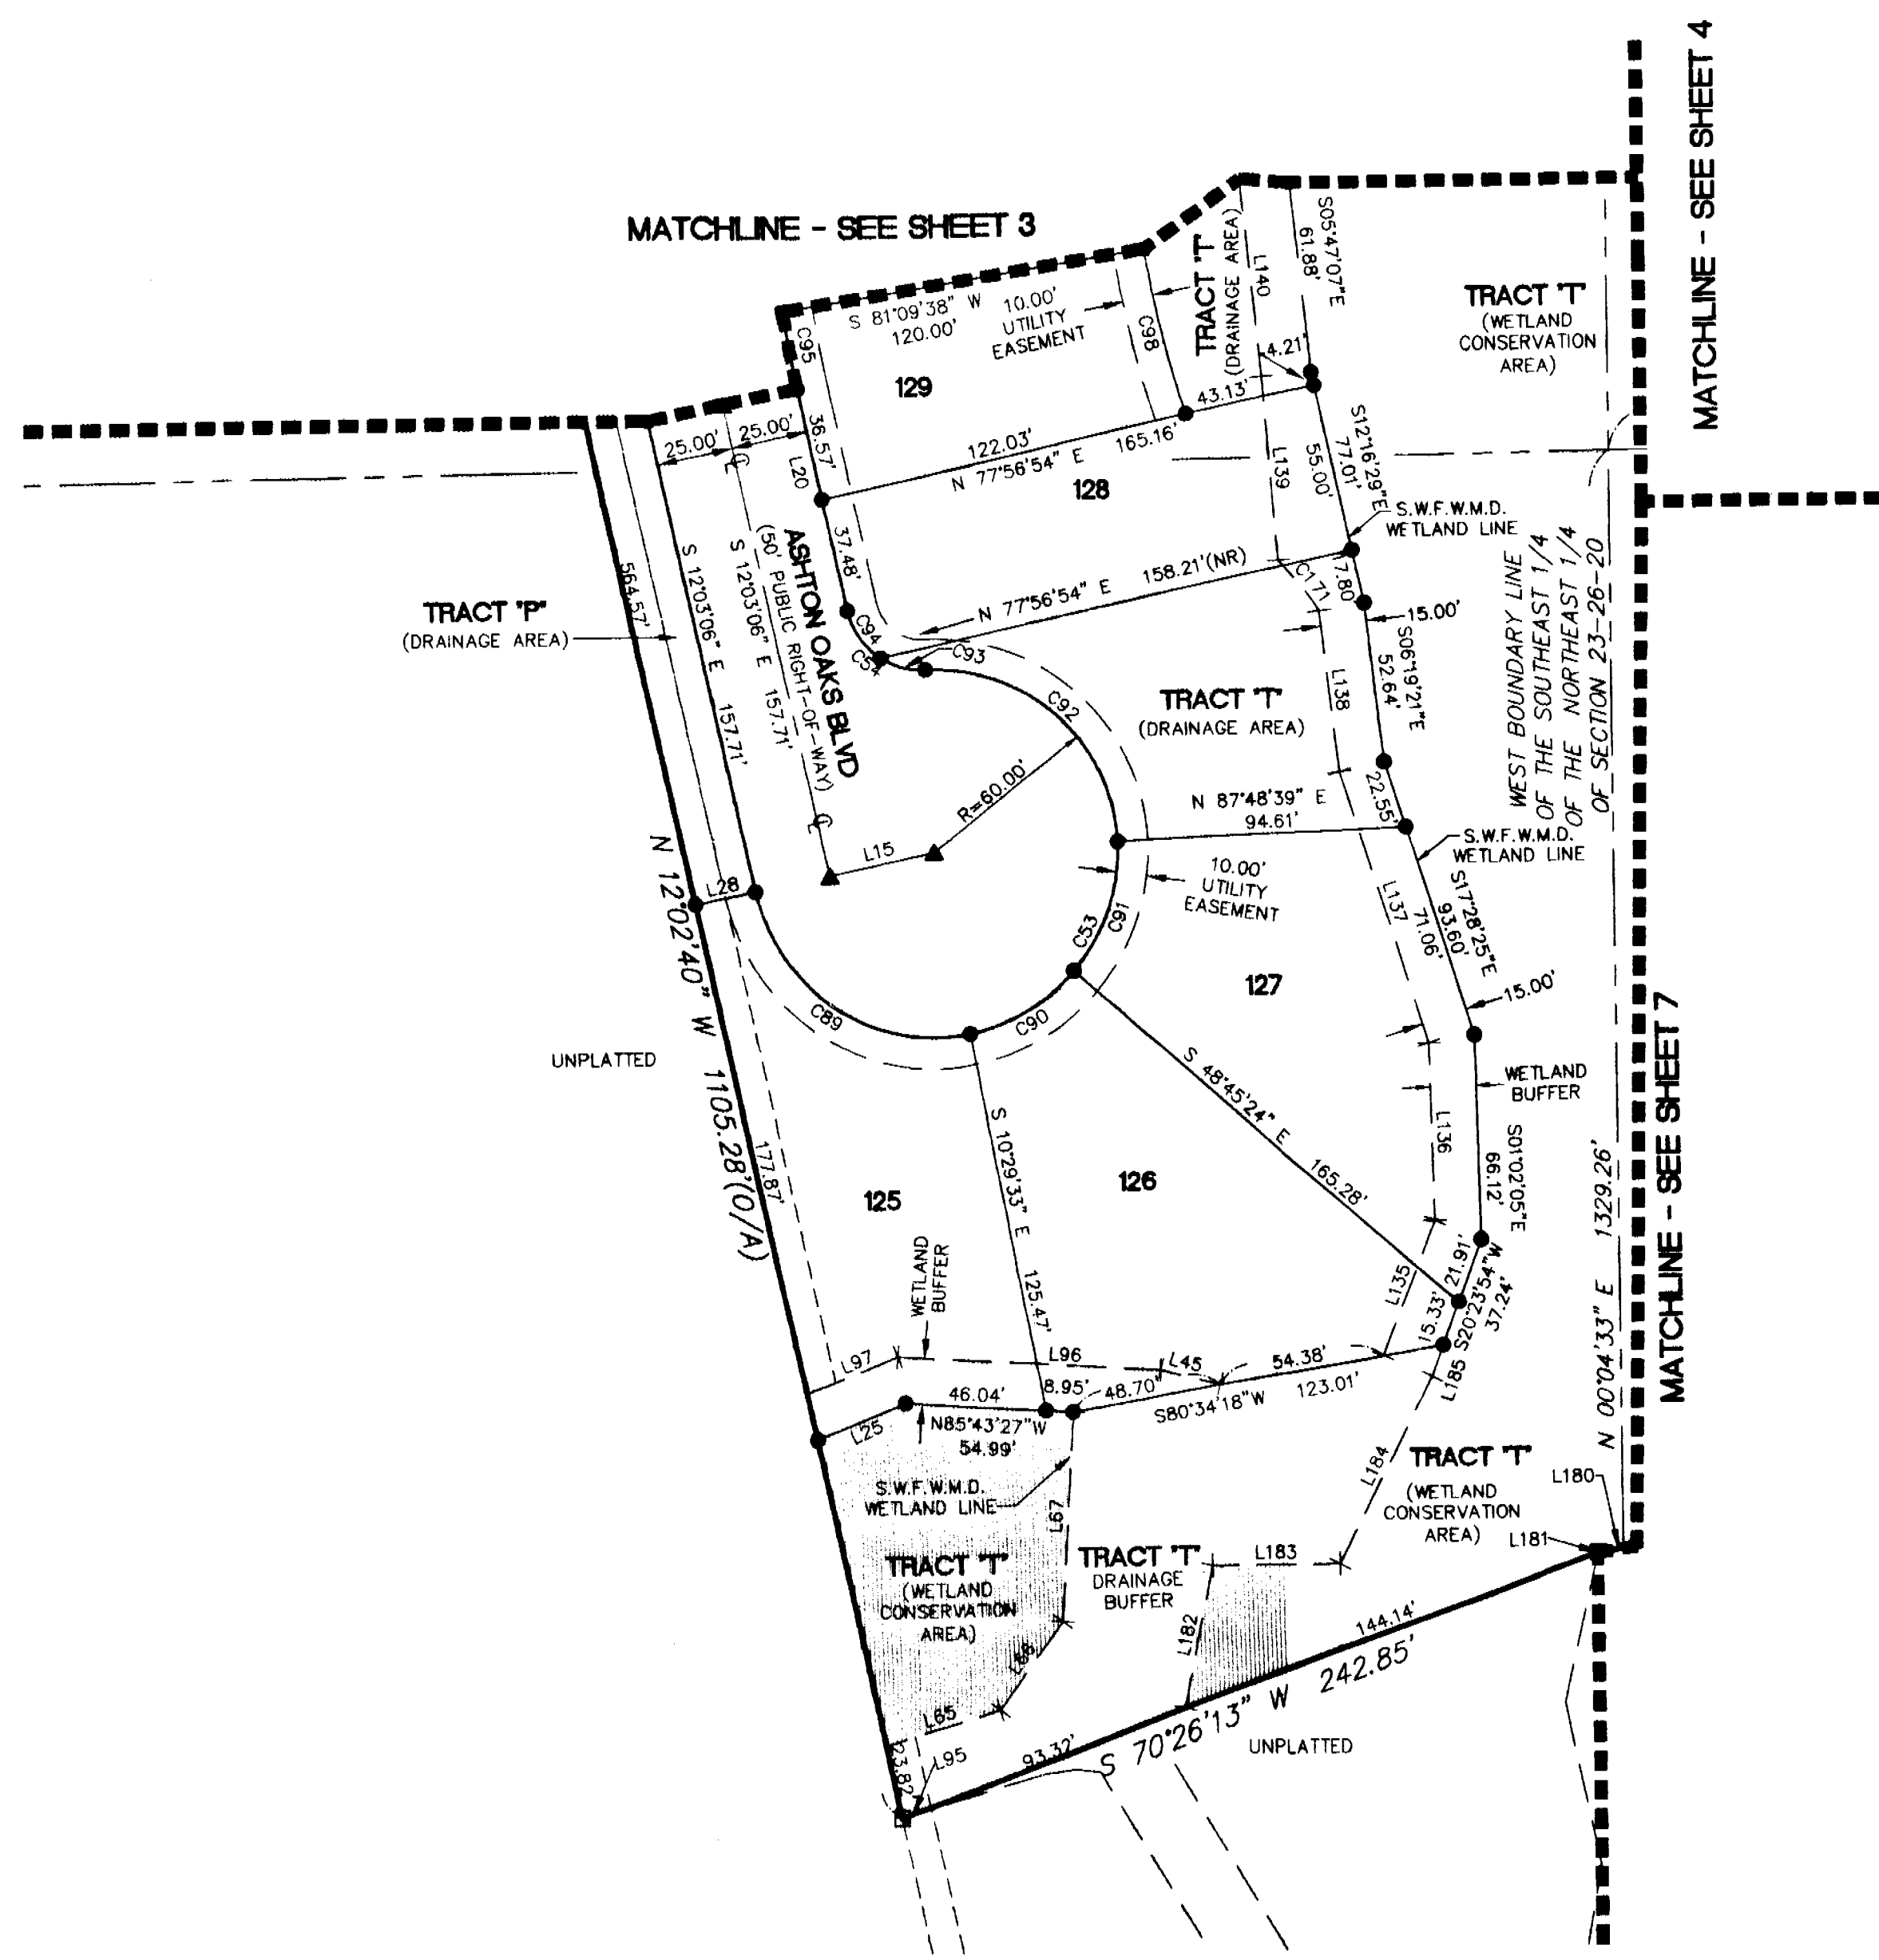 MATCHLINE - SEE SHEET 4
MATCHLINE - SEE SHEET 3
S 81°09'38" W
120.00'
10.00'
UTILITY
EASEMENT
C95
C98
129
TRACT "T"
(DRAINAGE AREA)
L140
S05°47'07"E
61.88'
TRACT "T"
(WETLAND
CONSERVATION
AREA)
4.21'
43.13'
25.00'
25.00'
36.57'
L20
122.03'
165.16'
N 77°56'54" E
128
L139
S12°16'29"E
77.01'
55.00'
S.W.F.W.M.D.
WETLAND LINE
37.48'
ASHTON OAKS BLVD
(50' PUBLIC RIGHT-OF-WAY)
S 12°03'06" E 157.71'
S 12°03'06" E 157.71'
564.57'
TRACT "P"
(DRAINAGE AREA)
N 77°56'54" E 158.21'(NR)
C171
17.80'
15.00'
C94
C54
C93
C92
S06°19'21"E
52.64'
L138
TRACT "T"
(DRAINAGE AREA)
WEST BOUNDARY LINE
OF THE SOUTHEAST 1/4
OF THE NORTHEAST 1/4
OF SECTION 23-26-20
R=60.00'
L15
N 87°48'39" E
94.61'
22.55'
S.W.F.W.M.D.
WETLAND LINE
L28
10.00'
UTILITY
EASEMENT
C53
C91
L137
S17°28'25"E
93.60'
71.06'
127
15.00'
C89
C90
UNPLATTED
N 12°02'40" W 1105.28'(O/A)
177.87'
WETLAND
BUFFER
S 48°45'24" E
165.28'
L136
S01°02'05"E
66.12'
MATCHLINE - SEE SHEET 7
N 00°04'33" E 1329.26'
125
126
S 10°29'33" E
125.47'
WETLAND
BUFFER
L135
21.91'
15.33'
S20°23'54"W
37.24'
L97
L96
L45
54.38'
46.04'
8.95'
48.70'
S80°34'18"W
123.01'
L185
L25
N85°43'27"W
54.99'
S.W.F.W.M.D.
WETLAND LINE
L67
L184
TRACT "T"
(WETLAND
CONSERVATION
AREA)
L180
L181
TRACT "T"
(WETLAND
CONSERVATION
AREA)
TRACT "T"
DRAINAGE
BUFFER
L183
L182
L68
L65
144.14'
S 70°26'13" W 242.85'
UNPLATTED
L95
93.32'
123.82'